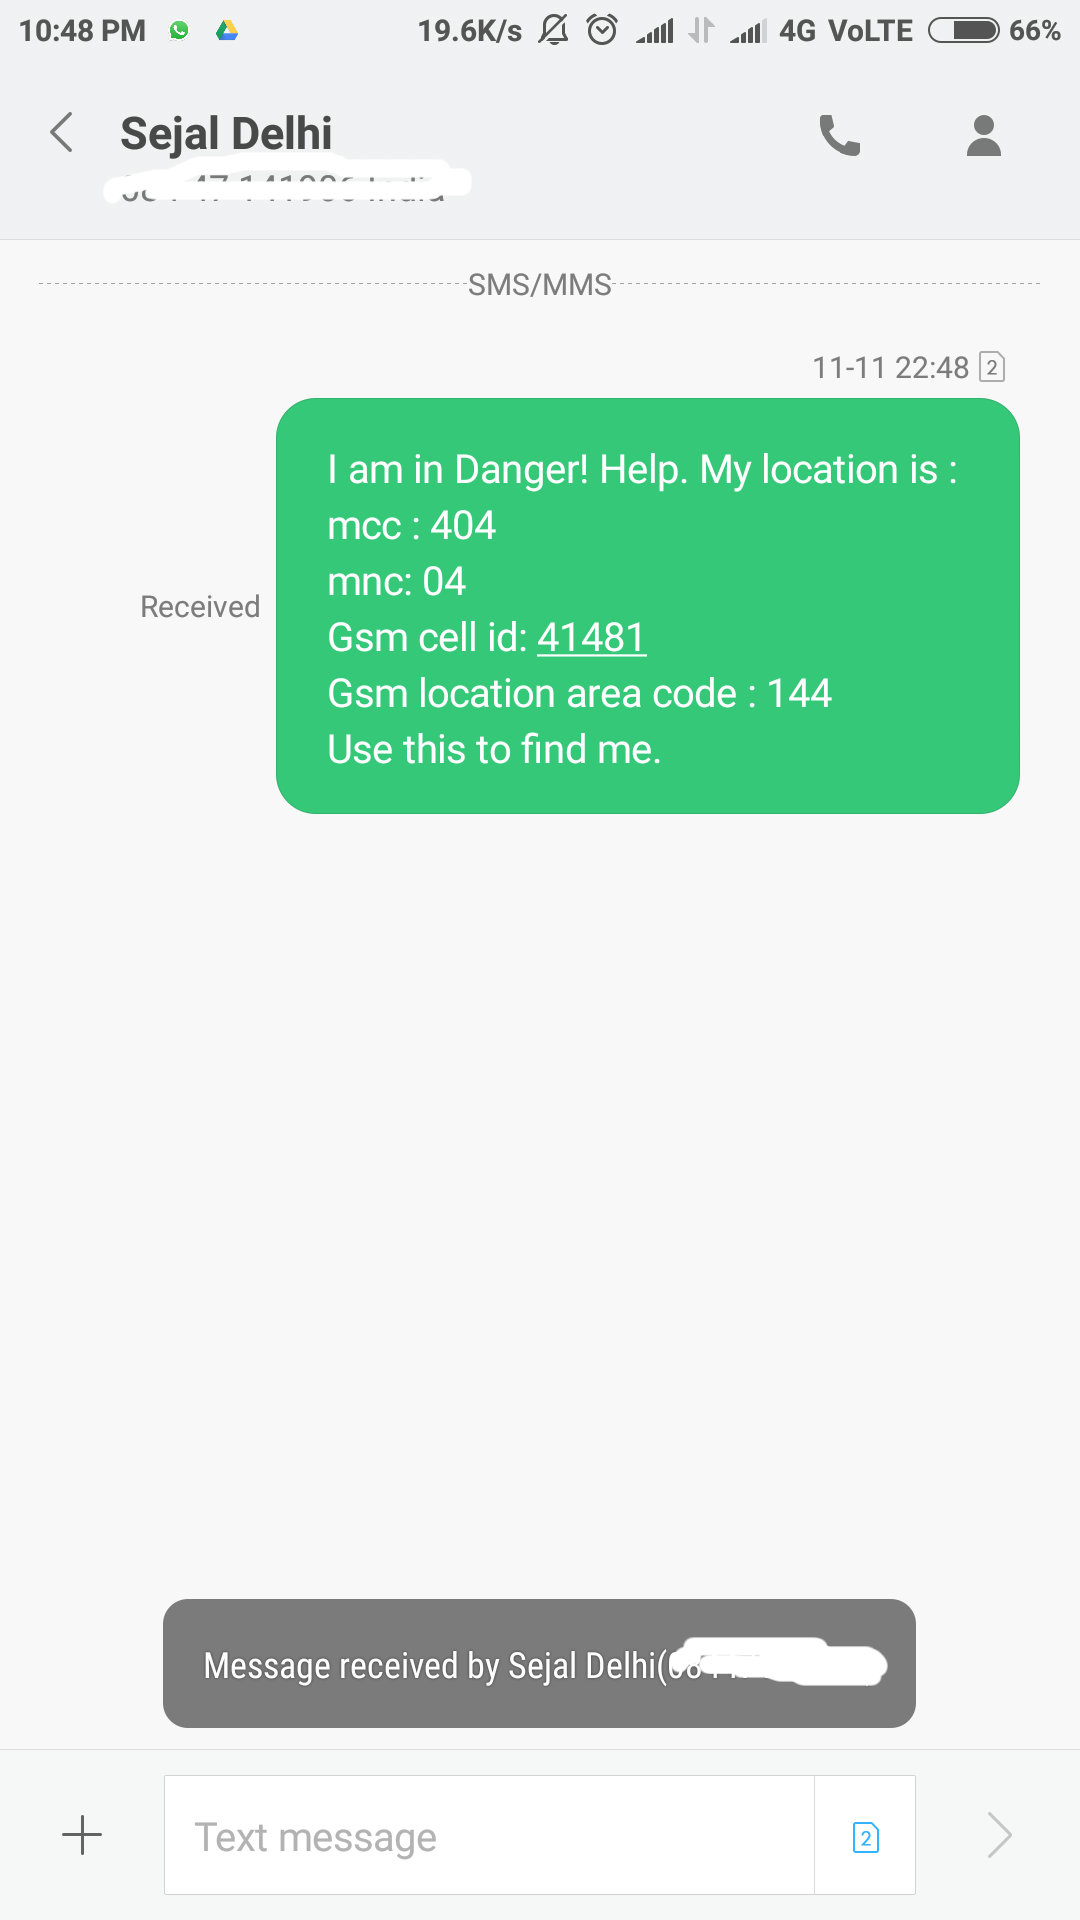 10:48 PM 19.6K/s 4G VoLTE 66%
Sejal Delhi
SMS/MMS
11-11 22:48 2
I am in Danger! Help. My location is :
mcc : 404
mnc: 04
Received
Gsm cell id: 41481
Gsm location area code : 144
Use this to find me.
Message received by Sejal Delhi(
Text message 2